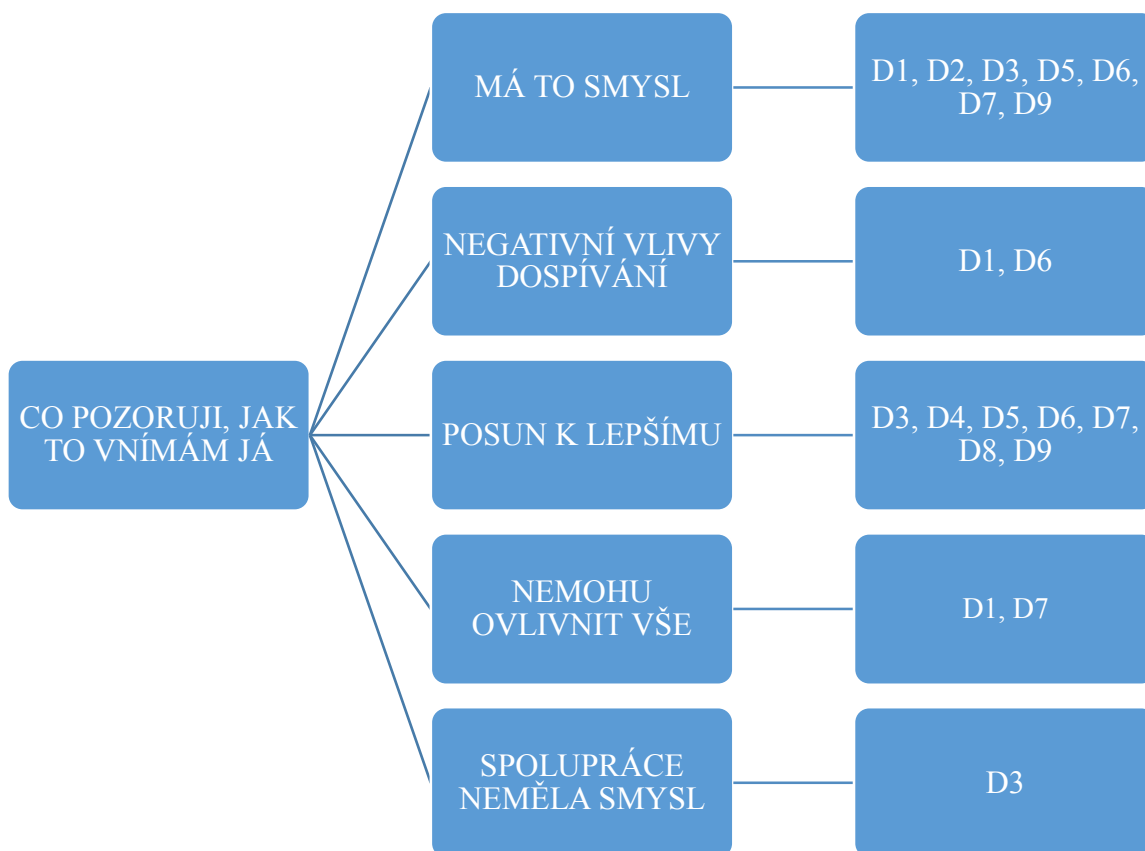 MÁ TO SMYSL
D1, D2, D3, D5, D6,
D7, D9
NEGATIVNÍ VLIVY
DOSPÍVÁNÍ
D1, D6
CO POZORUJI, JAK
TO VNÍMÁM JÁ
POSUN K LEPŠÍMU
D3, D4, D5, D6, D7,
D8, D9
NEMOHU
OVLIVNIT VŠE
D1, D7
SPOLUPRÁCE
NEMĚLA SMYSL
D3